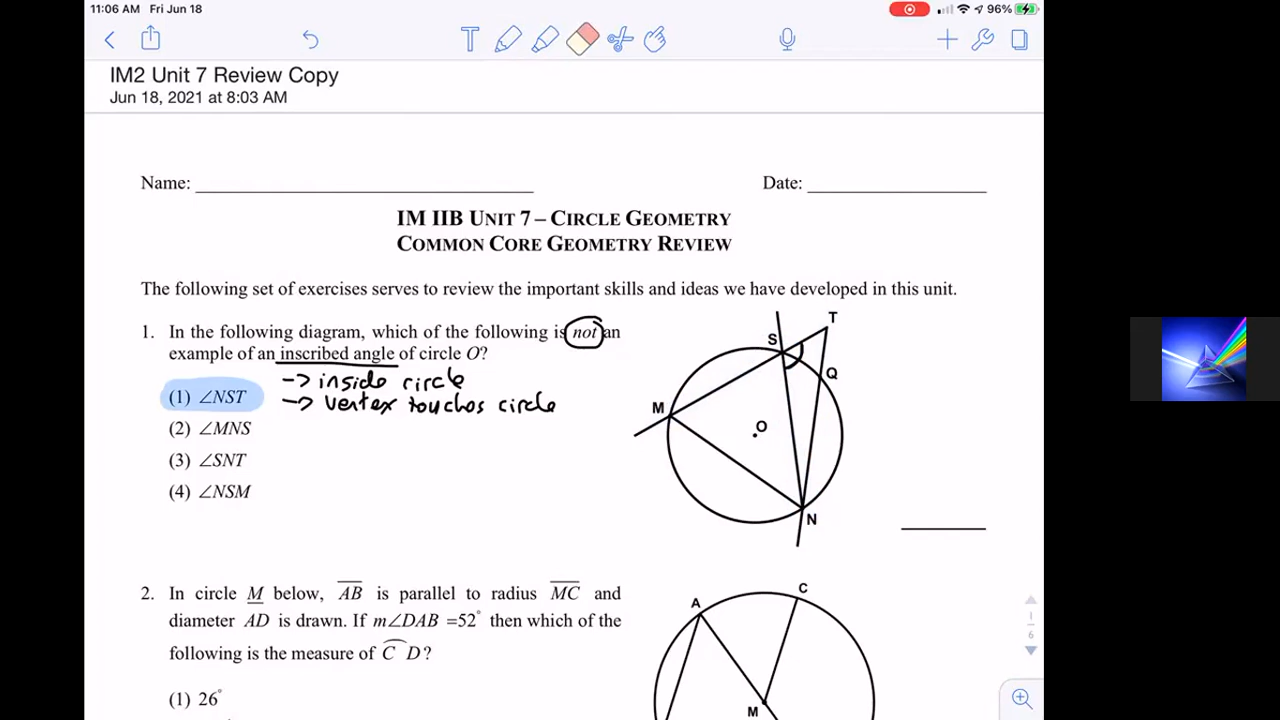 11:06 AM Fri Jun 18
96%
T
IM2 Unit 7 Review Copy
Jun 18, 2021 at 8:03 AM
Name: ____ Date: ____
IM IIB UNIT 7 – CIRCLE GEOMETRY
COMMON CORE GEOMETRY REVIEW
The following set of exercises serves to review the important skills and ideas we have developed in this unit.
1. In the following diagram, which of the following is not an
example of an inscribed angle of circle O?
-> inside circle
(1) ∠NST
-> vertex touches circle
(2) ∠MNS
(3) ∠SNT
(4) ∠NSM
T
S
Q
M
O
N
2. In circle M below, AB is parallel to radius MC and
diameter AD is drawn. If m∠DAB =52° then which of the
following is the measure of C D?
(1) 26°
C
A
M
1
6